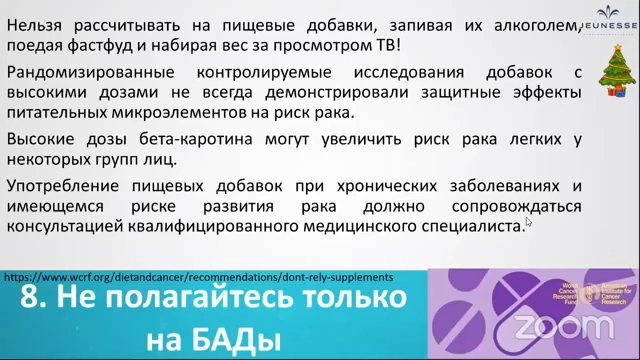 Нельзя рассчитывать на пищевые добавки, запивая их алкоголем,
поедая фастфуд и набирая вес за просмотром ТВ!
Рандомизированные контролируемые исследования добавок с
высокими дозами не всегда демонстрировали защитные эффекты
питательных микроэлементов на риск рака.
Высокие дозы бета-каротина могут увеличить риск рака легких у
некоторых групп лиц.
Употребление пищевых добавок при хронических заболеваниях и
имеющемся риске развития рака должно сопровождаться
консультацией квалифицированного медицинского специалиста.
JEUNESSE
https://www.wcrf.org/dietandcancer/recommendations/dont-rely-supplements
8. Не полагайтесь только
на БАДы
World
Cancer
Research
Fund
American
Institute for
Cancer
Research
zoom